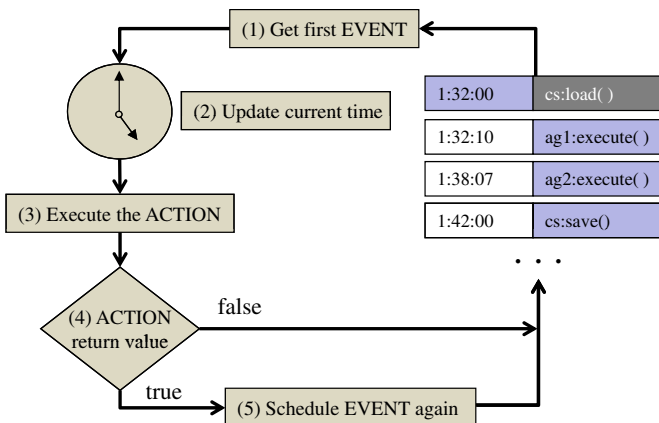 (1) Get first EVENT
(2) Update current time
(3) Execute the ACTION
(4) ACTION
return value
false
true
(5) Schedule EVENT again
1:32:00 cs:load( )
1:32:10 ag1:execute( )
1:38:07 ag2:execute( )
1:42:00 cs:save()
. . .